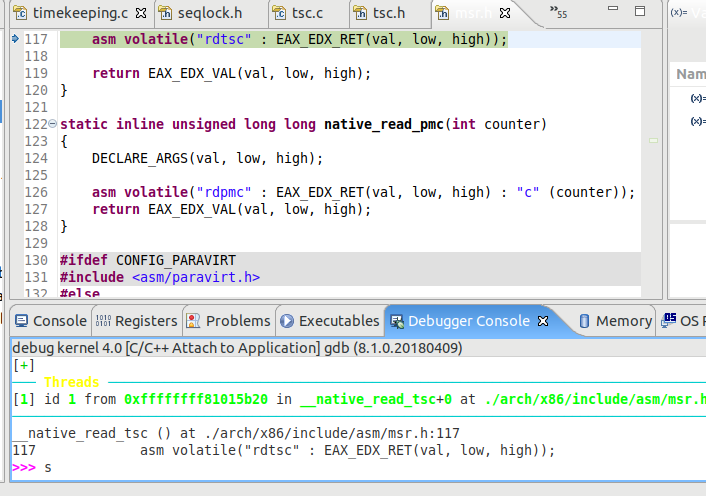 timekeeping.c seqlock.h tsc.c tsc.h msr.h »55 (x)=
117 asm volatile("rdtsc" : EAX_EDX_RET(val, low, high));
118
119 return EAX_EDX_VAL(val, low, high);
120 }
121
122 static inline unsigned long long native_read_pmc(int counter)
123 {
124 DECLARE_ARGS(val, low, high);
125
126 asm volatile("rdpmc" : EAX_EDX_RET(val, low, high) : "c" (counter));
127 return EAX_EDX_VAL(val, low, high);
128 }
129
130 #ifdef CONFIG_PARAVIRT
131 #include <asm/paravirt.h>
132 #else
Nam
(x)=
(x)=
Console Registers Problems Executables Debugger Console Memory OS R
debug kernel 4.0 [C/C++ Attach to Application] gdb (8.1.0.20180409)
[+]
Threads
[1] id 1 from 0xffffffff81015b20 in __native_read_tsc+0 at ./arch/x86/include/asm/msr.h
__native_read_tsc () at ./arch/x86/include/asm/msr.h:117
117 asm volatile("rdtsc" : EAX_EDX_RET(val, low, high));
>>> s